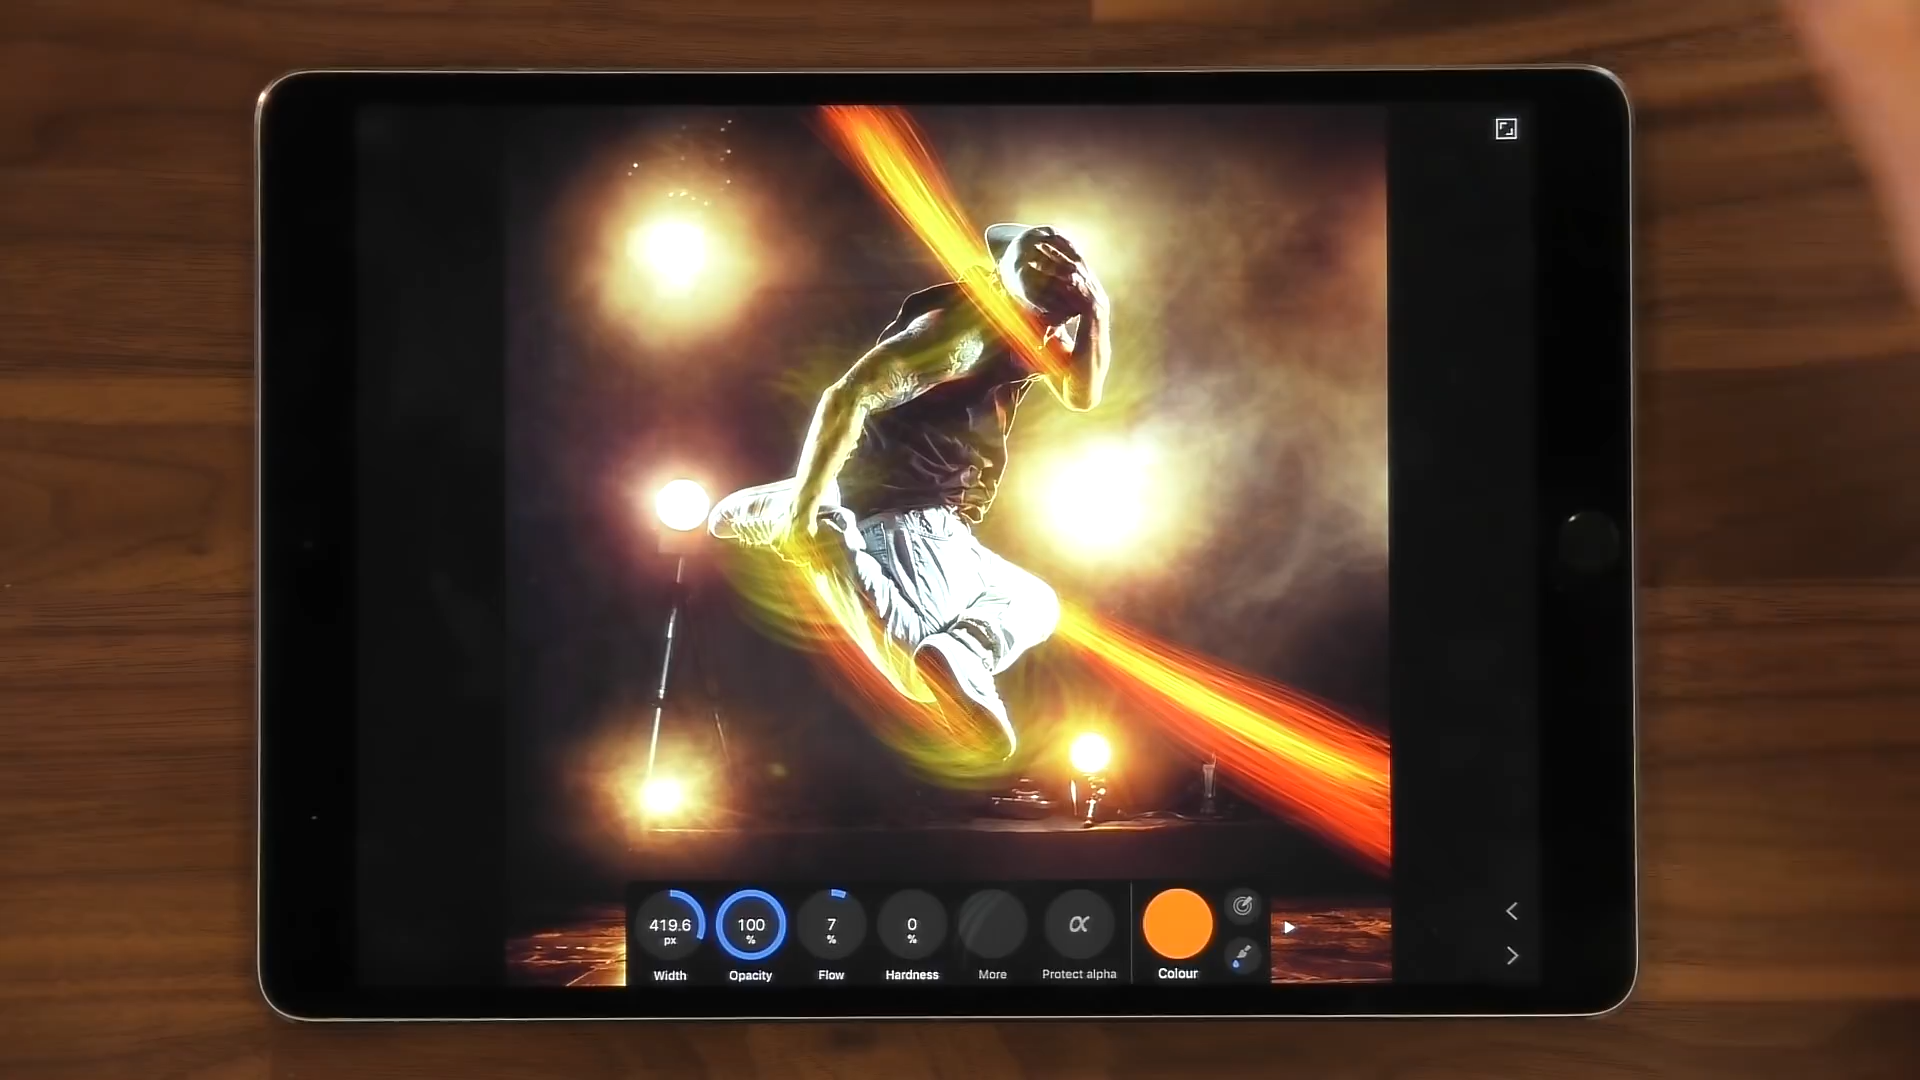 419.6
px
100
%
7
%
0
%
α
Width
Opacity
Flow
Hardness
More
Protect alpha
Colour